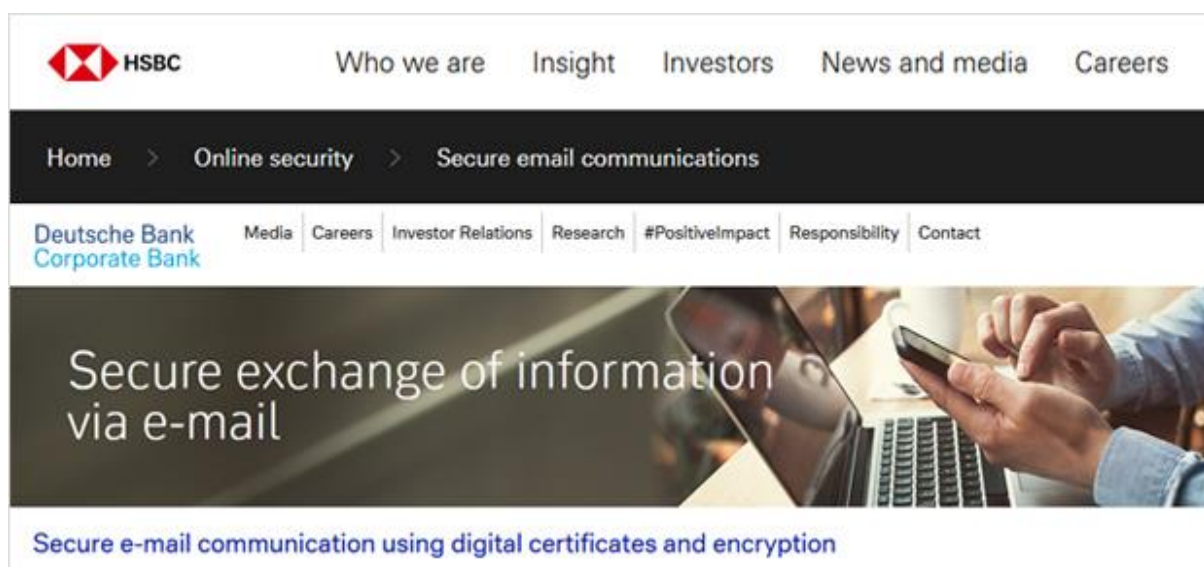 HSBC Who we are Insight Investors News and media Careers
Home > Online security > Secure email communications
Deutsche Bank Media Careers Investor Relations Research #PositiveImpact Responsibility Contact
Corporate Bank
Secure exchange of information
via e-mail
Secure e-mail communication using digital certificates and encryption